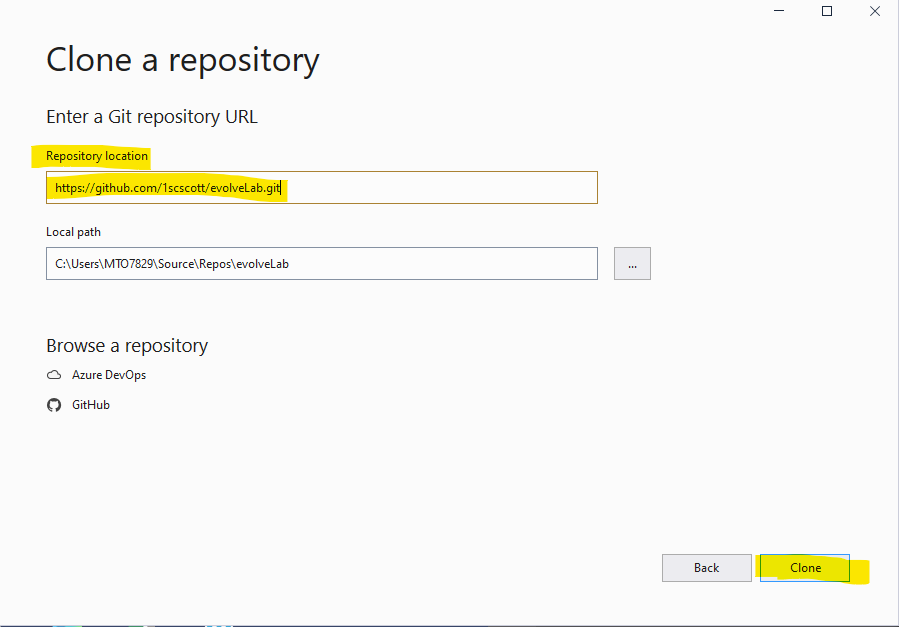 Clone a repository
Enter a Git repository URL
Repository location
https://github.com/1scscott/evolveLab.git
Local path
C:\Users\MTO7829\Source\Repos\evolveLab
...
Browse a repository
Azure DevOps
GitHub
Back
Clone